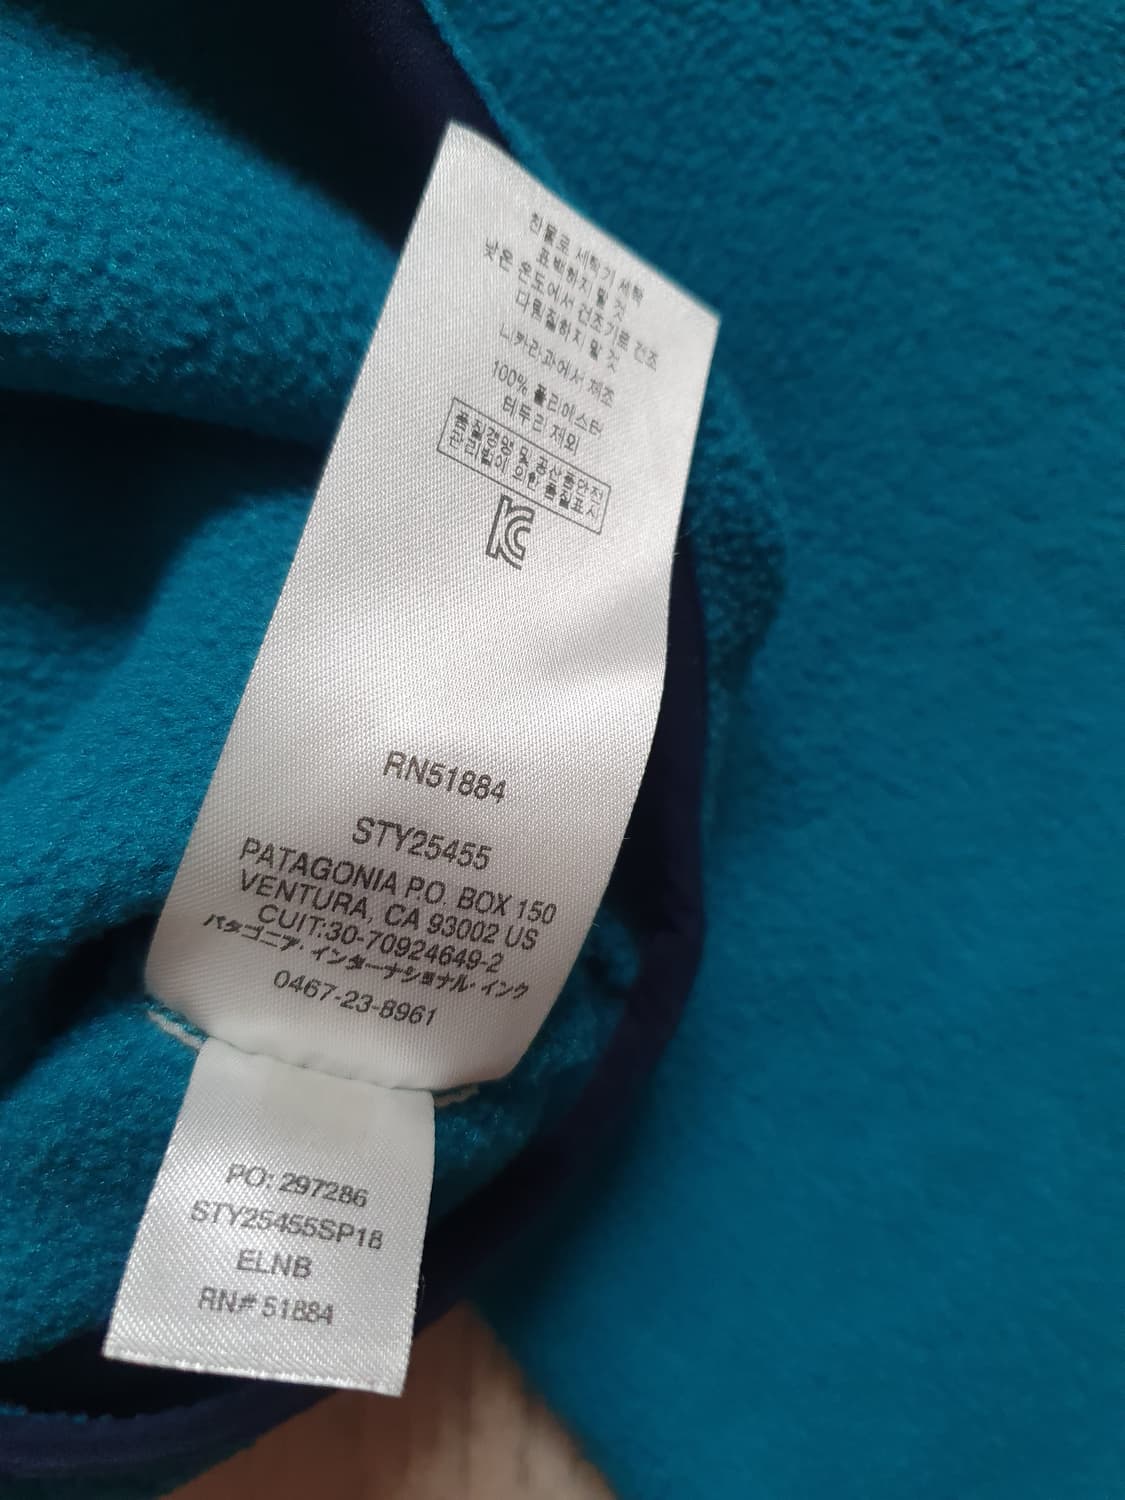 찬물로 세탁기 세탁
표백하지 말 것
낮은 온도에서 건조기로 건조
다림질하지 말 것
니카라과에서 제조
100% 폴리에스터
테두리 제외
품질경영 및 공산품안전
관리법에 의한 품질표시
RN51884
STY25455
PATAGONIA P.O. BOX 150
VENTURA, CA 93002 US
CUIT:30-70924649-2
パタゴニア・インターナショナル・インク
0467-23-8961
PO: 297286
STY25455SP18
ELNB
RN# 51884